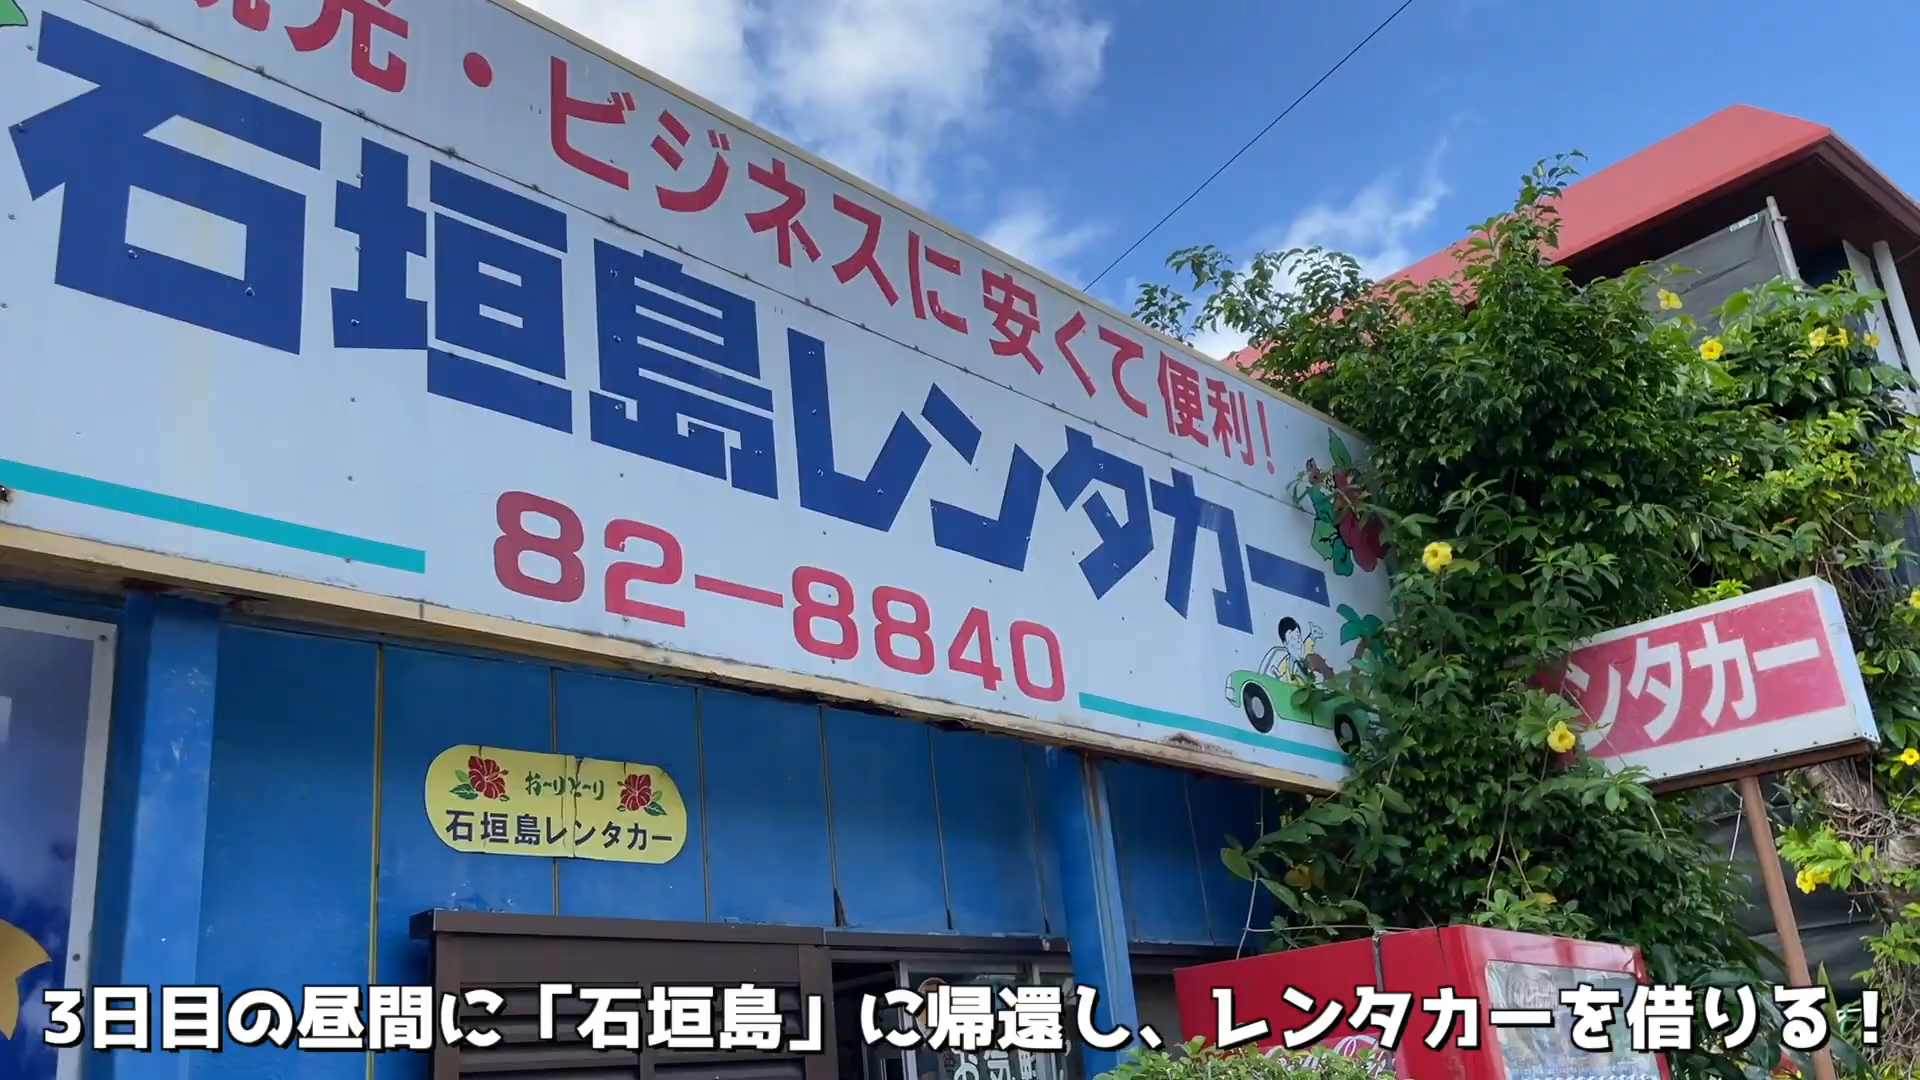 観光・ビジネスに安くて便利!
石垣島レンタカー
82-8840
お〜りと〜り
石垣島レンタカー
レンタカー
3日目の昼間に「石垣島」に帰還し、レンタカーを借りる!